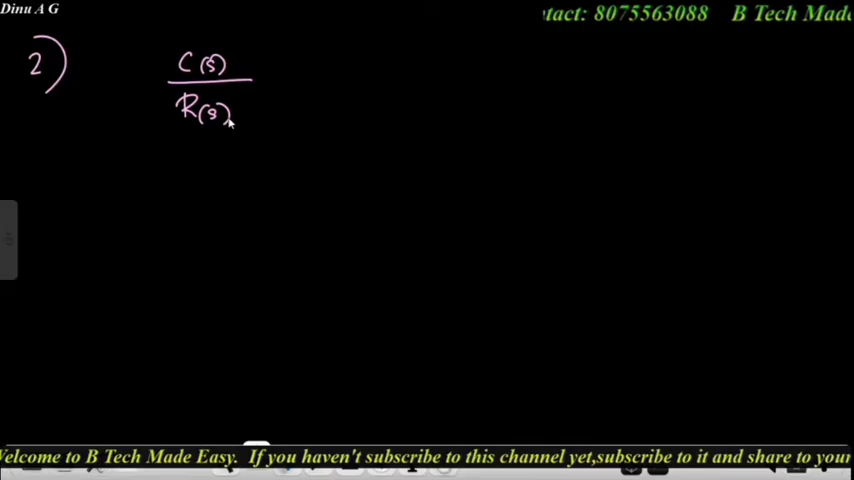 Dinu A G
tact: 8075563088 B Tech Made
2)
C(s)
R(s)
Welcome to B Tech Made Easy. If you haven't subscribe to this channel yet,subscribe to it and share to your